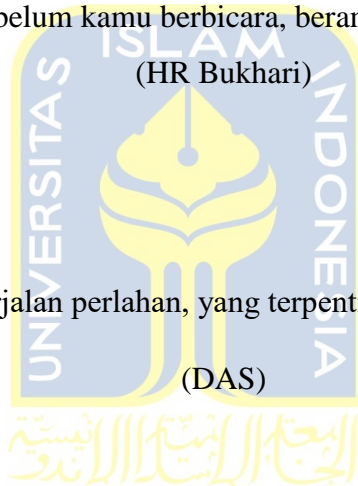 belum kamu berbicara, beran
(HR Bukhari)
rjalan perlahan, yang terpent
(DAS)
UNIVERSITAS
ISLAM
INDONESIA